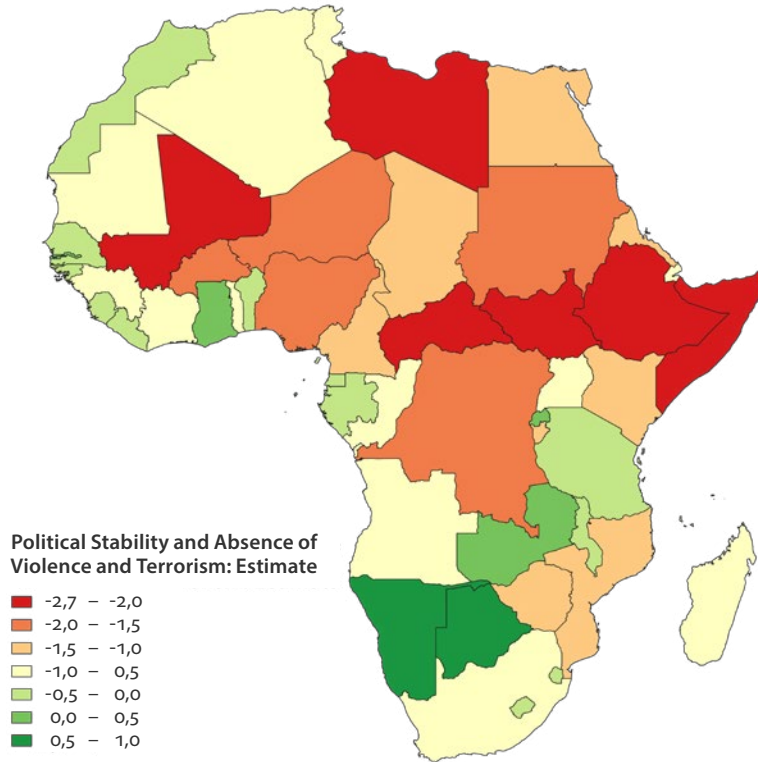 Political Stability and Absence of
Violence and Terrorism: Estimate
-2,7 – -2,0
-2,0 – -1,5
-1,5 – -1,0
-1,0 – 0,5
-0,5 – 0,0
0,0 – 0,5
0,5 – 1,0